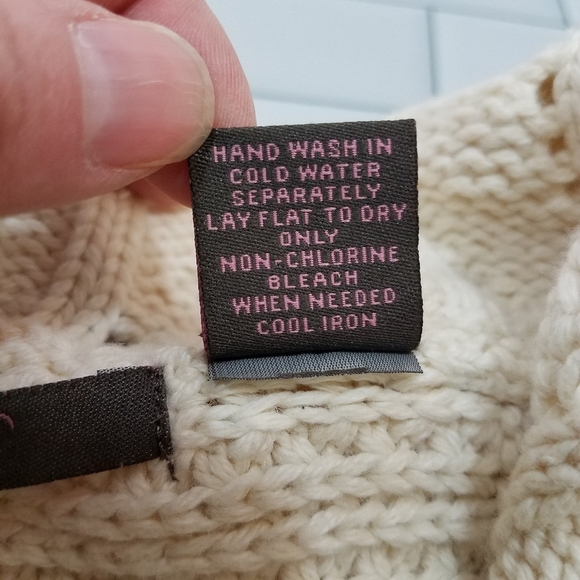 HAND WASH IN
COLD WATER
SEPARATELY
LAY FLAT TO DRY
ONLY
NON-CHLORINE
BLEACH
WHEN NEEDED
COOL IRON